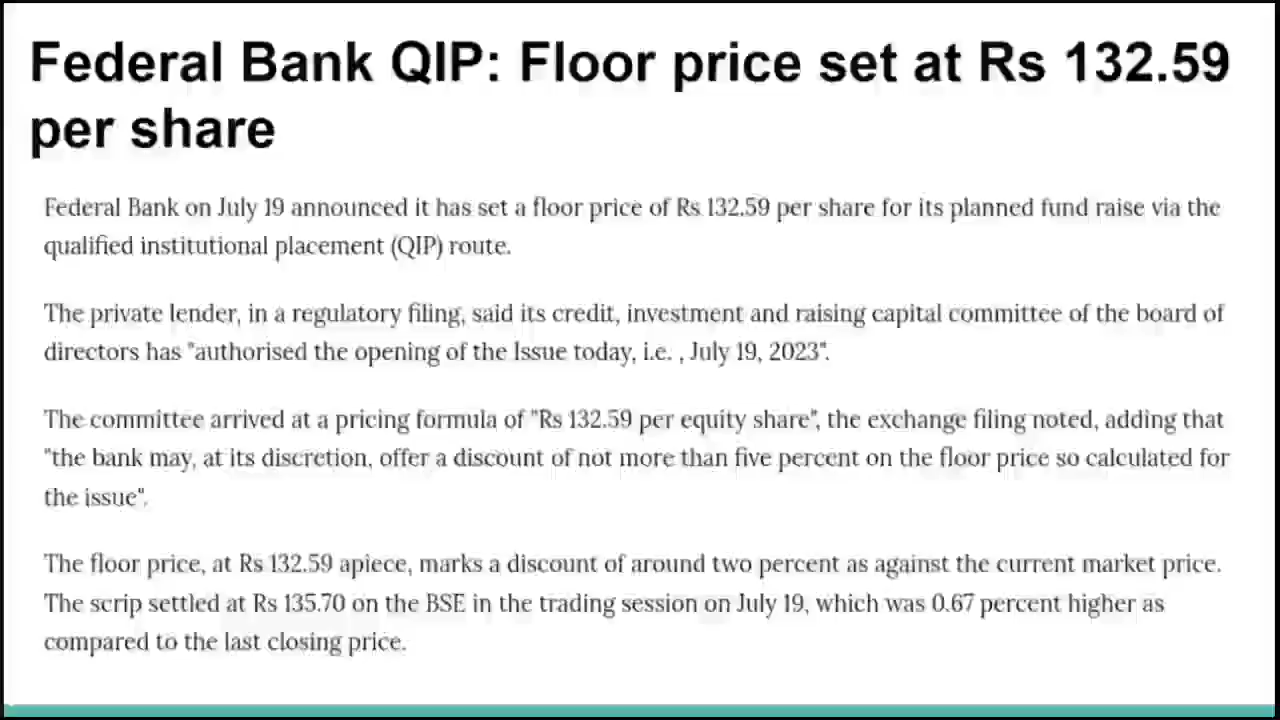 Federal Bank QIP: Floor price set at Rs 132.59
per share
Federal Bank on July 19 announced it has set a floor price of Rs 132.59 per share for its planned fund raise via the
qualified institutional placement (QIP) route.
The private lender, in a regulatory filing, said its credit, investment and raising capital committee of the board of
directors has "authorised the opening of the Issue today, i.e. , July 19, 2023".
The committee arrived at a pricing formula of "Rs 132.59 per equity share", the exchange filing noted, adding that
"the bank may, at its discretion, offer a discount of not more than five percent on the floor price so calculated for
the issue".
The floor price, at Rs 132.59 apiece, marks a discount of around two percent as against the current market price.
The scrip settled at Rs 135.70 on the BSE in the trading session on July 19, which was 0.67 percent higher as
compared to the last closing price.